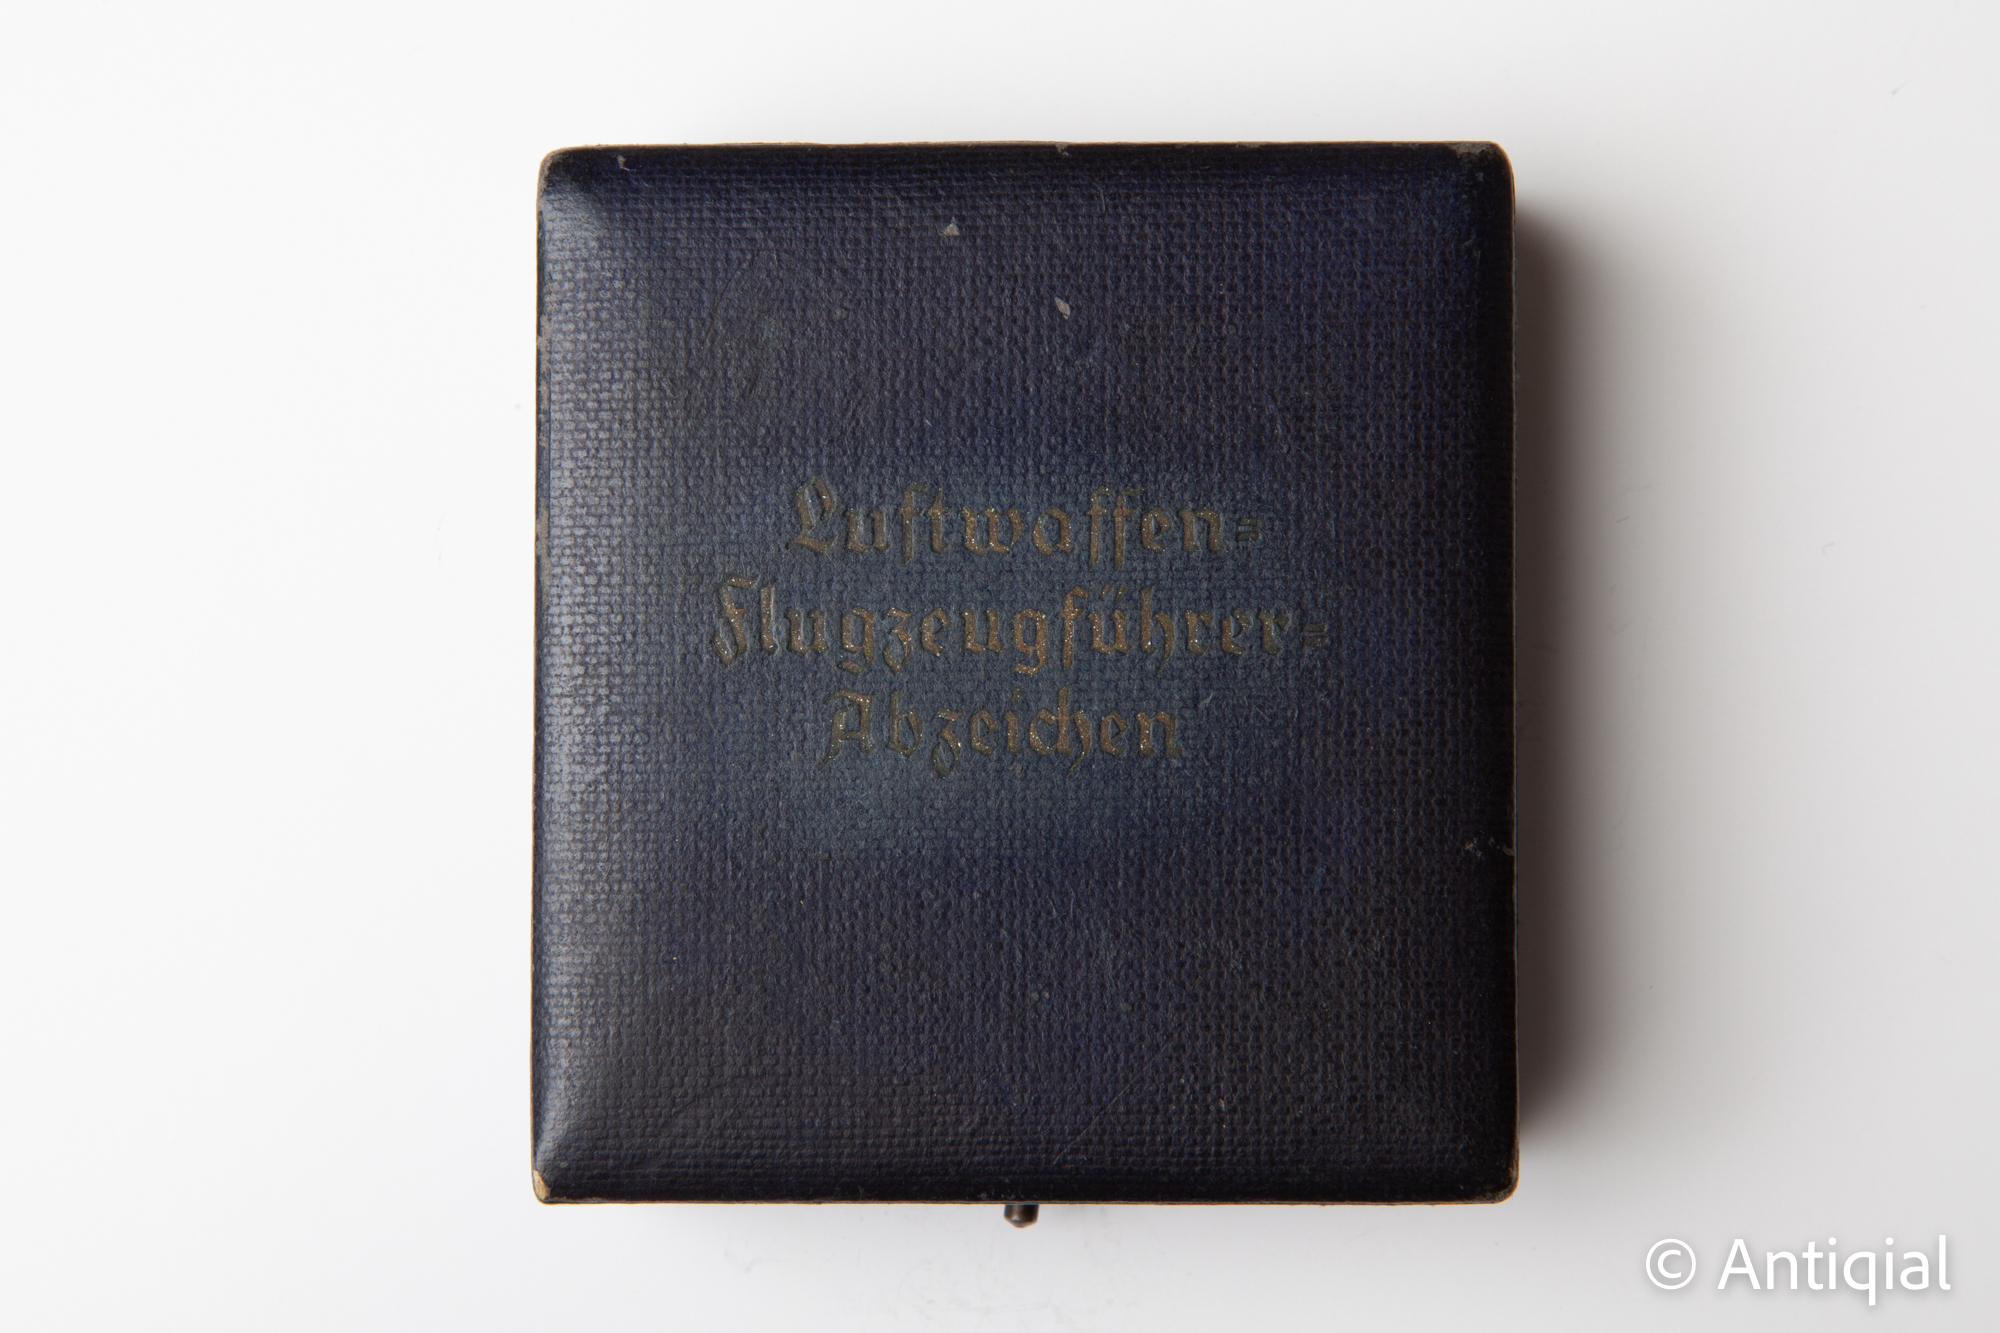 Luftwaffen=
Flugzeugführer=
Abzeichen
© Antiqial